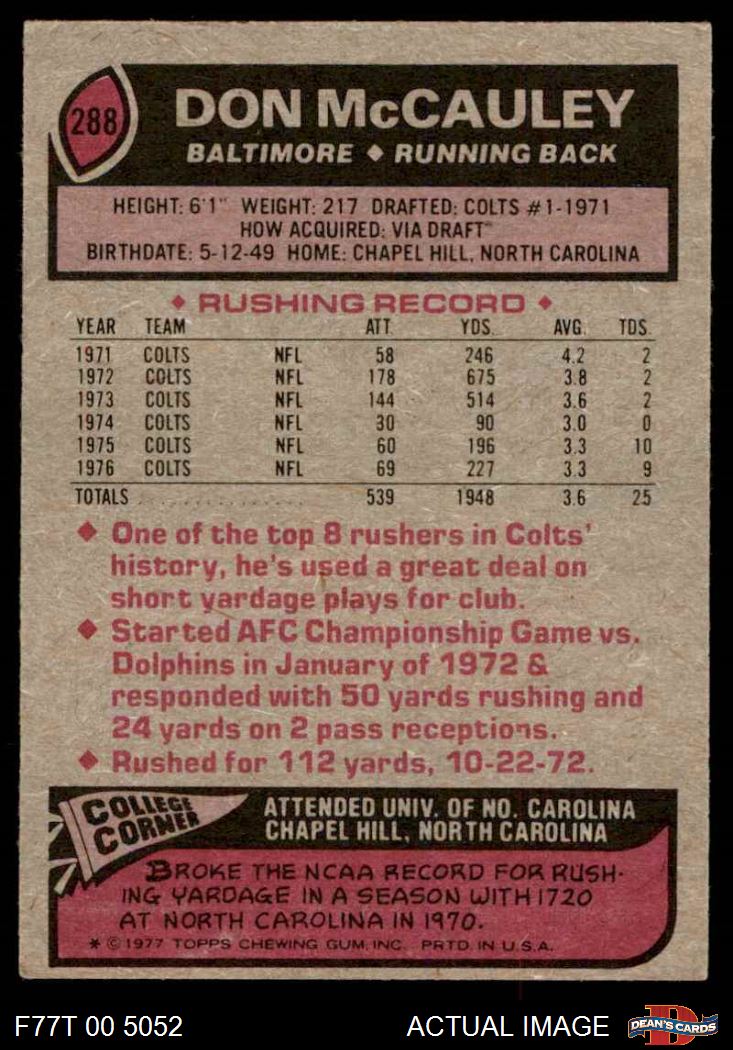 288
DON McCAULEY
BALTIMORE ◆ RUNNING BACK
HEIGHT: 6'1" WEIGHT: 217 DRAFTED: COLTS #1-1971
HOW ACQUIRED: VIA DRAFT
BIRTHDATE: 5-12-49 HOME: CHAPEL HILL, NORTH CAROLINA
◆ RUSHING RECORD ◆
YEAR TEAM ATT. YDS. AVG. TDS.
1971 COLTS NFL 58 246 4.2 2
1972 COLTS NFL 178 675 3.8 2
1973 COLTS NFL 144 514 3.6 2
1974 COLTS NFL 30 90 3.0 0
1975 COLTS NFL 60 196 3.3 10
1976 COLTS NFL 69 227 3.3 9
TOTALS 539 1948 3.6 25
◆ One of the top 8 rushers in Colts'
history, he's used a great deal on
short yardage plays for club.
◆ Started AFC Championship Game vs.
Dolphins in January of 1972 &
responded with 50 yards rushing and
24 yards on 2 pass receptions.
◆ Rushed for 112 yards, 10-22-72.
COLLEGE
CORNER
ATTENDED UNIV. OF NO. CAROLINA
CHAPEL HILL, NORTH CAROLINA
BROKE THE NCAA RECORD FOR RUSH-
ING YARDAGE IN A SEASON WITH 1720
AT NORTH CAROLINA IN 1970.
* © 1977 TOPPS CHEWING GUM, INC. PRTD. IN U.S.A.
F77T 00 5052
ACTUAL IMAGE
D
DEAN'S CARDS